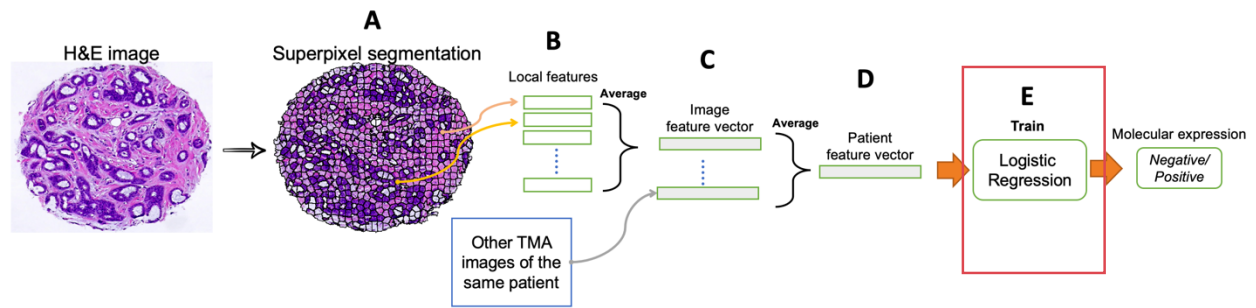 A
H&E image
Superpixel segmentation
B
Local features
Average
C
Image
feature vector
Average
D
Patient
feature vector
E
Train
Logistic
Regression
Molecular expression
Negative/
Positive
Other TMA
images of the
same patient